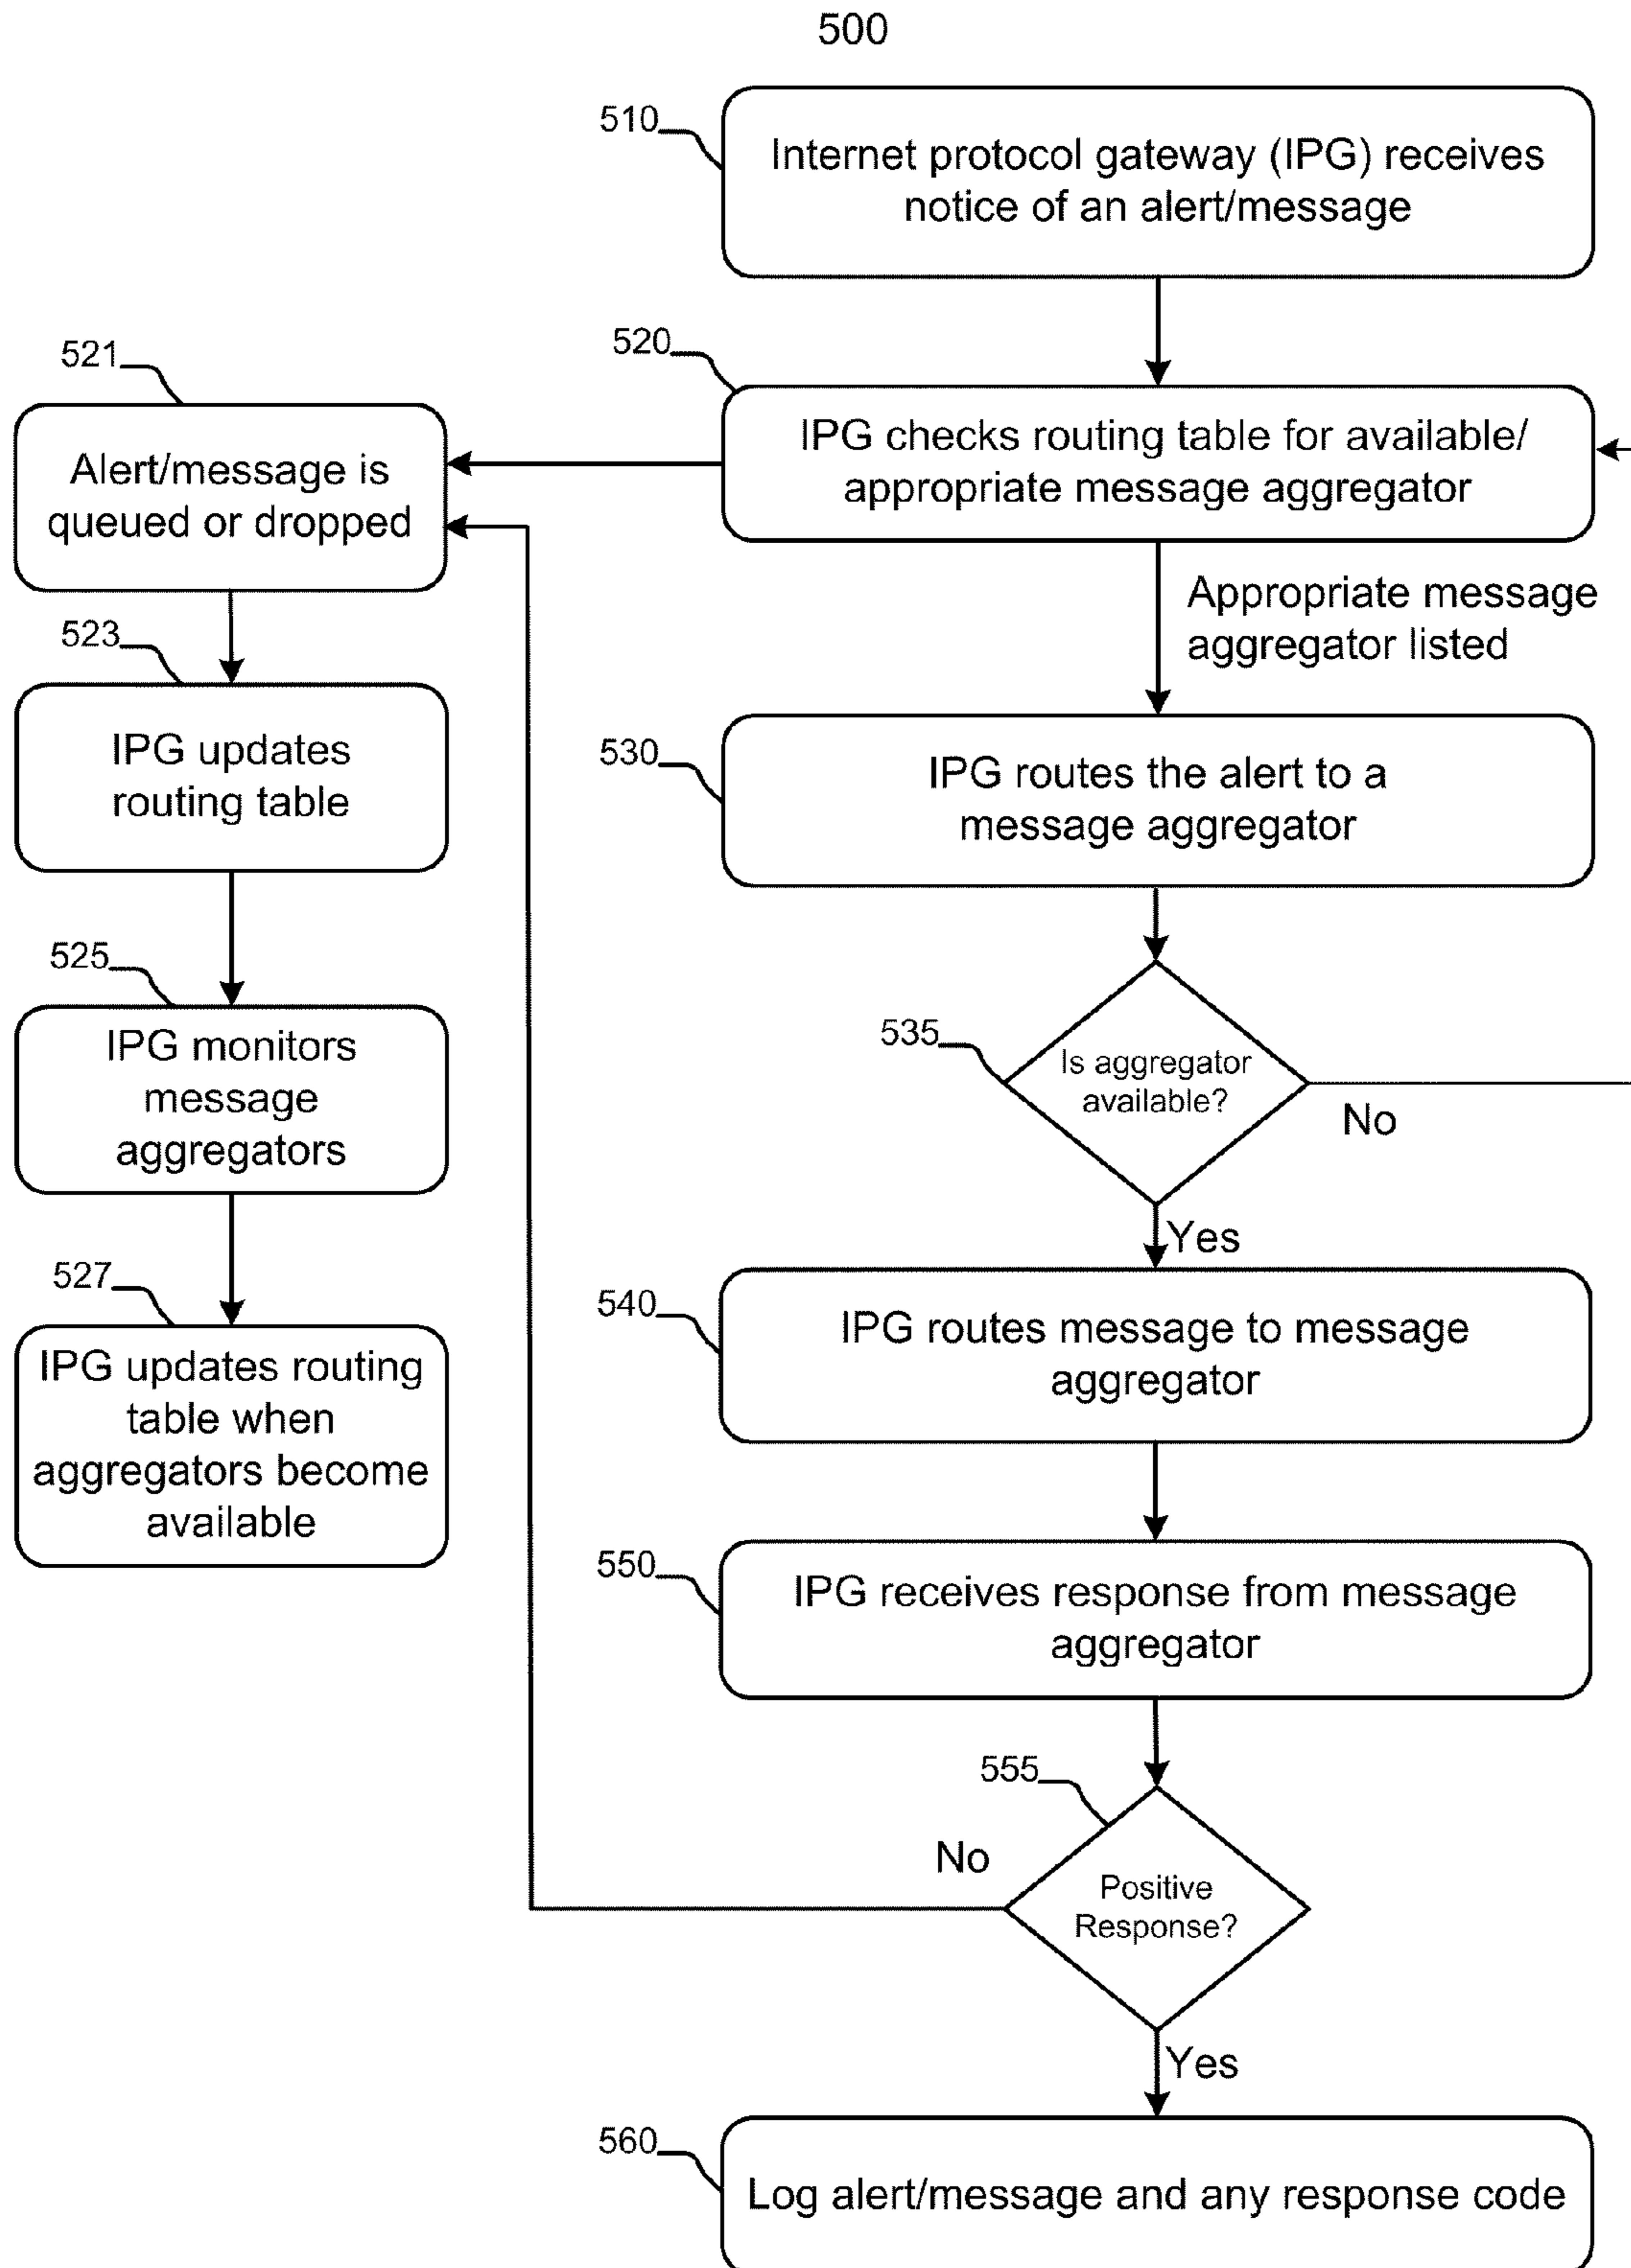 500
510
Internet protocol gateway (IPG) receives
notice of an alert/message
520
IPG checks routing table for available/
appropriate message aggregator
521
Alert/message is
queued or dropped
Appropriate message
aggregator listed
523
IPG updates
routing table
530
IPG routes the alert to a
message aggregator
525
IPG monitors
message
aggregators
535
Is aggregator
available?
No
Yes
527
IPG updates routing
table when
aggregators become
available
540
IPG routes message to message
aggregator
550
IPG receives response from message
aggregator
555
No
Positive
Response?
Yes
560
Log alert/message and any response code